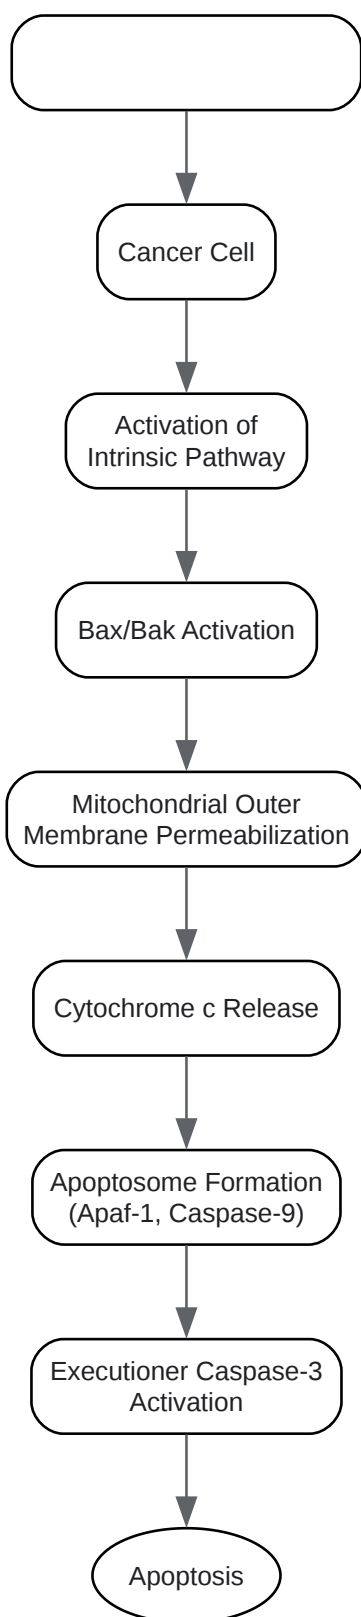 Cancer Cell
Activation of
Intrinsic Pathway
Bax/Bak Activation
Mitochondrial Outer
Membrane Permeabilization
Cytochrome c Release
Apoptosome Formation
(Apaf-1, Caspase-9)
Executioner Caspase-3
Activation
Apoptosis